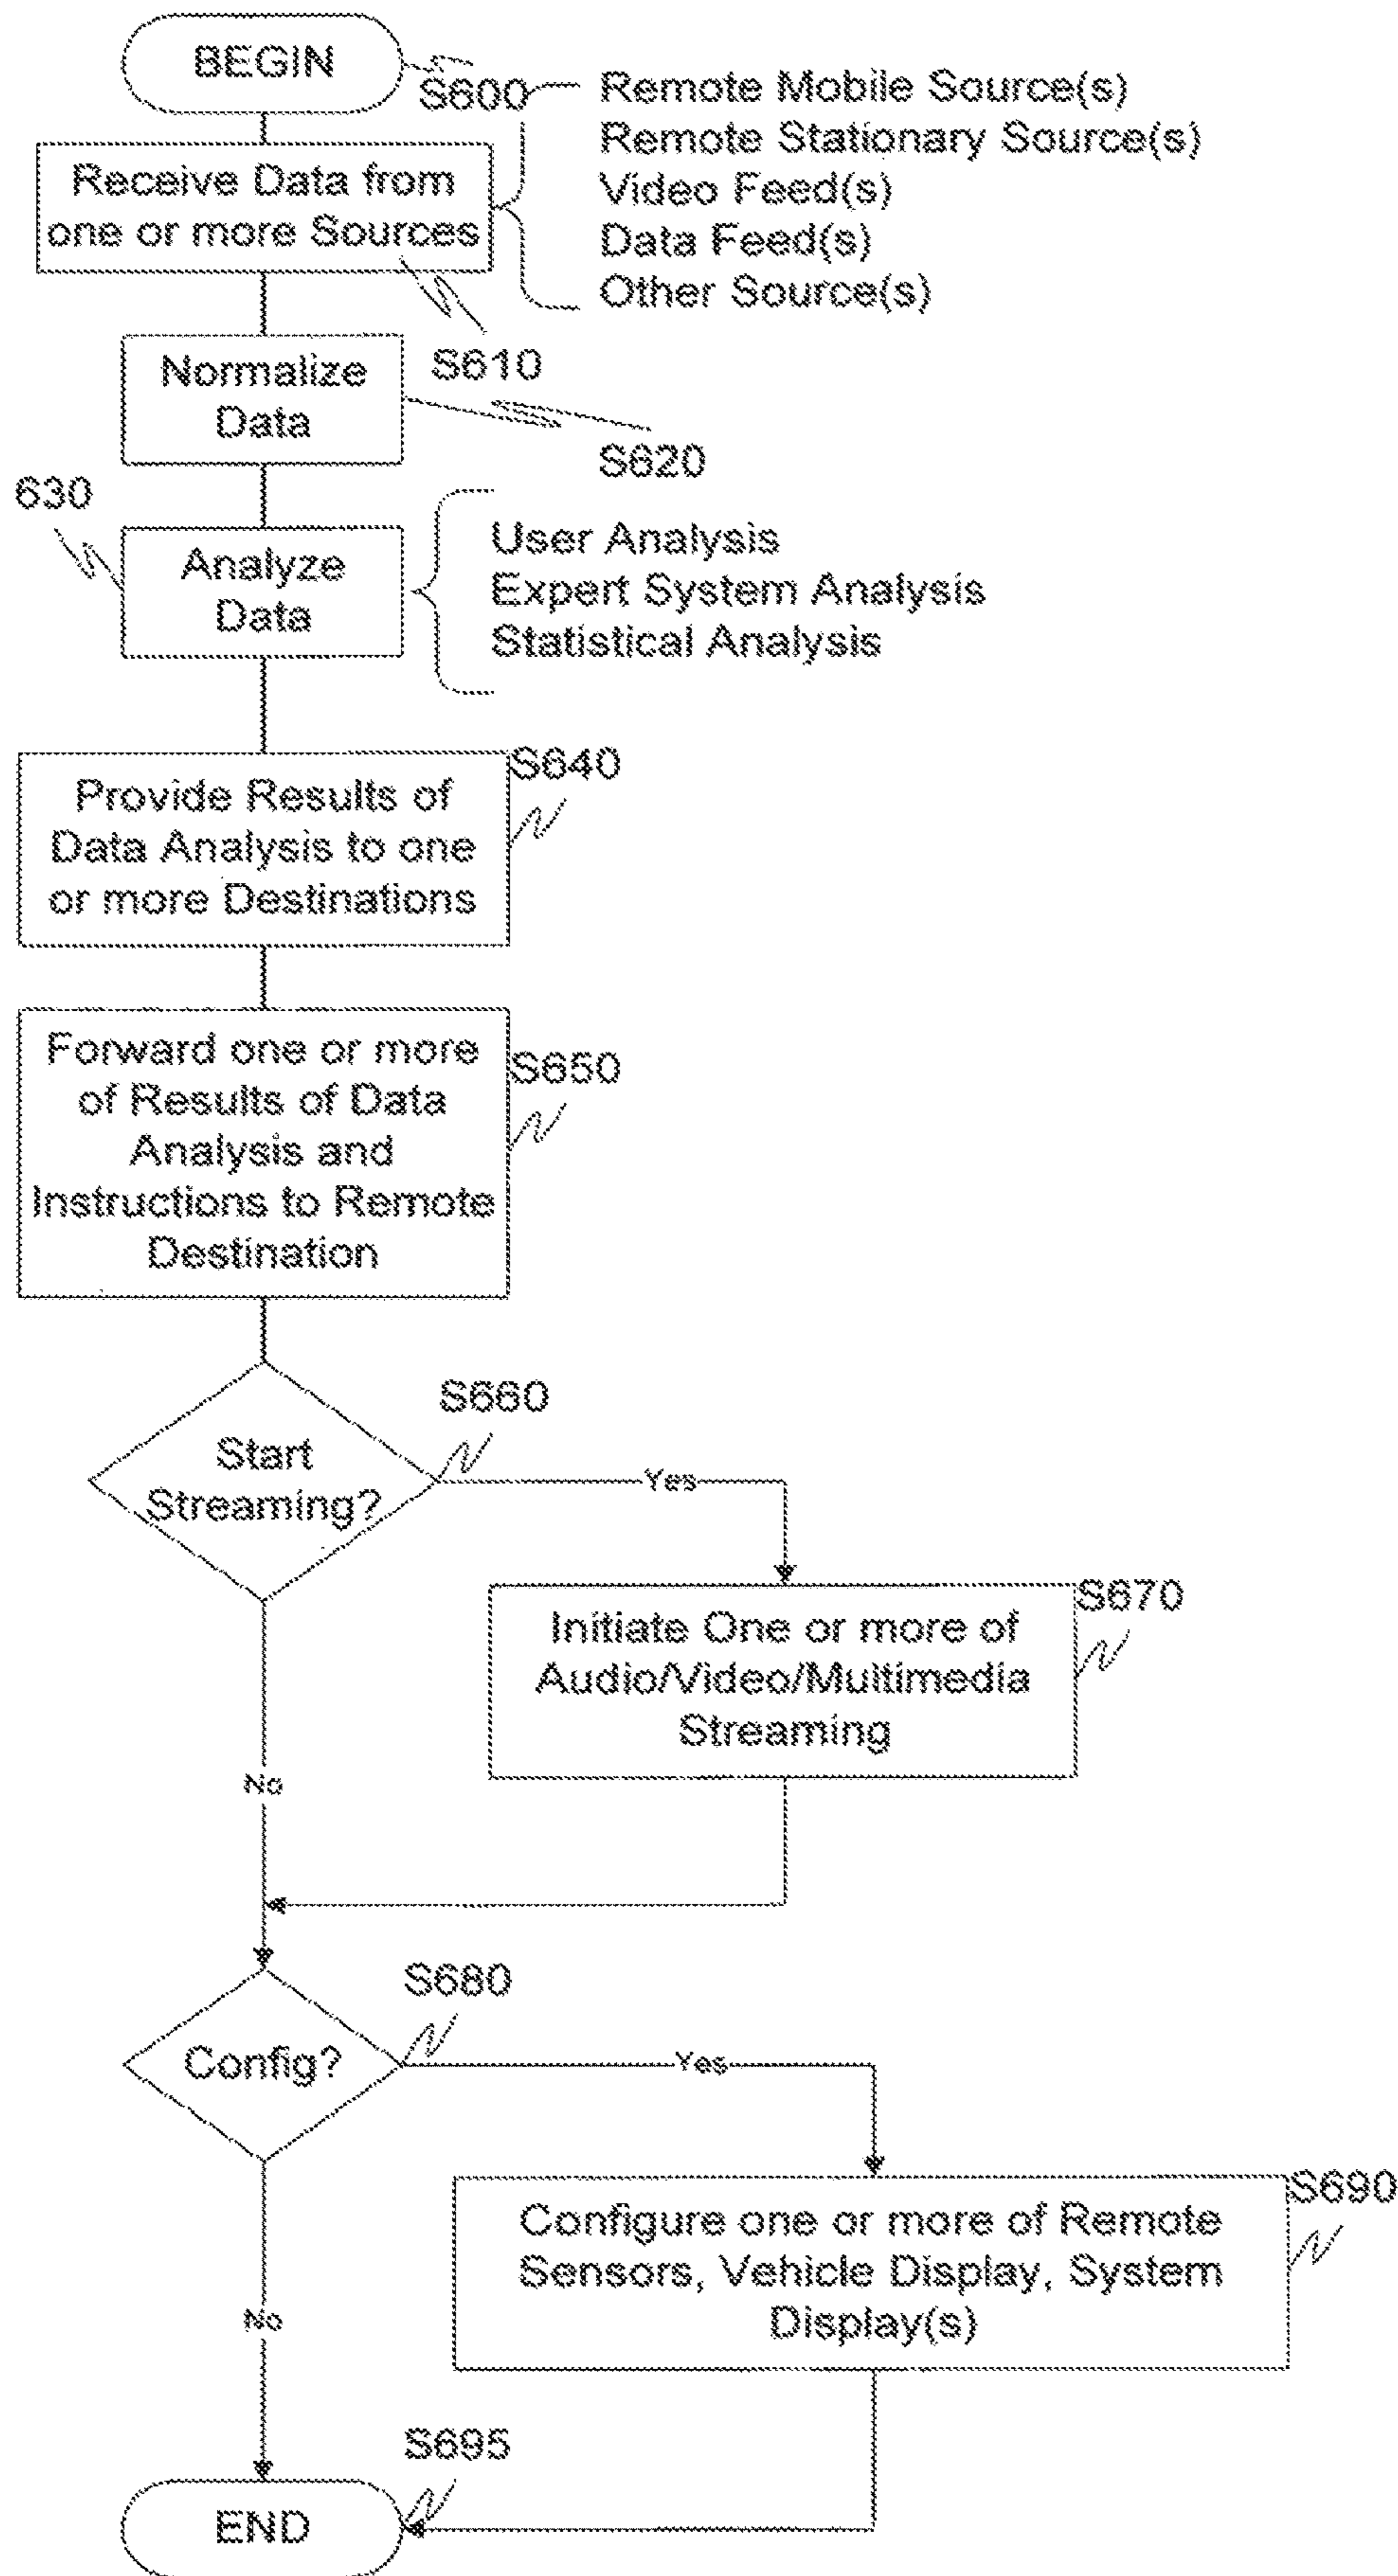 BEGIN
S600
Remote Mobile Source(s)
Remote Stationary Source(s)
Video Feed(s)
Data Feed(s)
Other Source(s)
Receive Data from
one or more Sources
S610
Normalize
Data
S620
630
Analyze
Data
User Analysis
Expert System Analysis
Statistical Analysis
S640
Provide Results of
Data Analysis to one
or more Destinations
S650
Forward one or more
of Results of Data
Analysis and
Instructions to Remote
Destination
S660
Start
Streaming?
Yes
S670
Initiate One or more of
Audio/Video/Multimedia
Streaming
No
S680
Config?
Yes
S690
Configure one or more of Remote
Sensors, Vehicle Display, System
Display(s)
No
S695
END